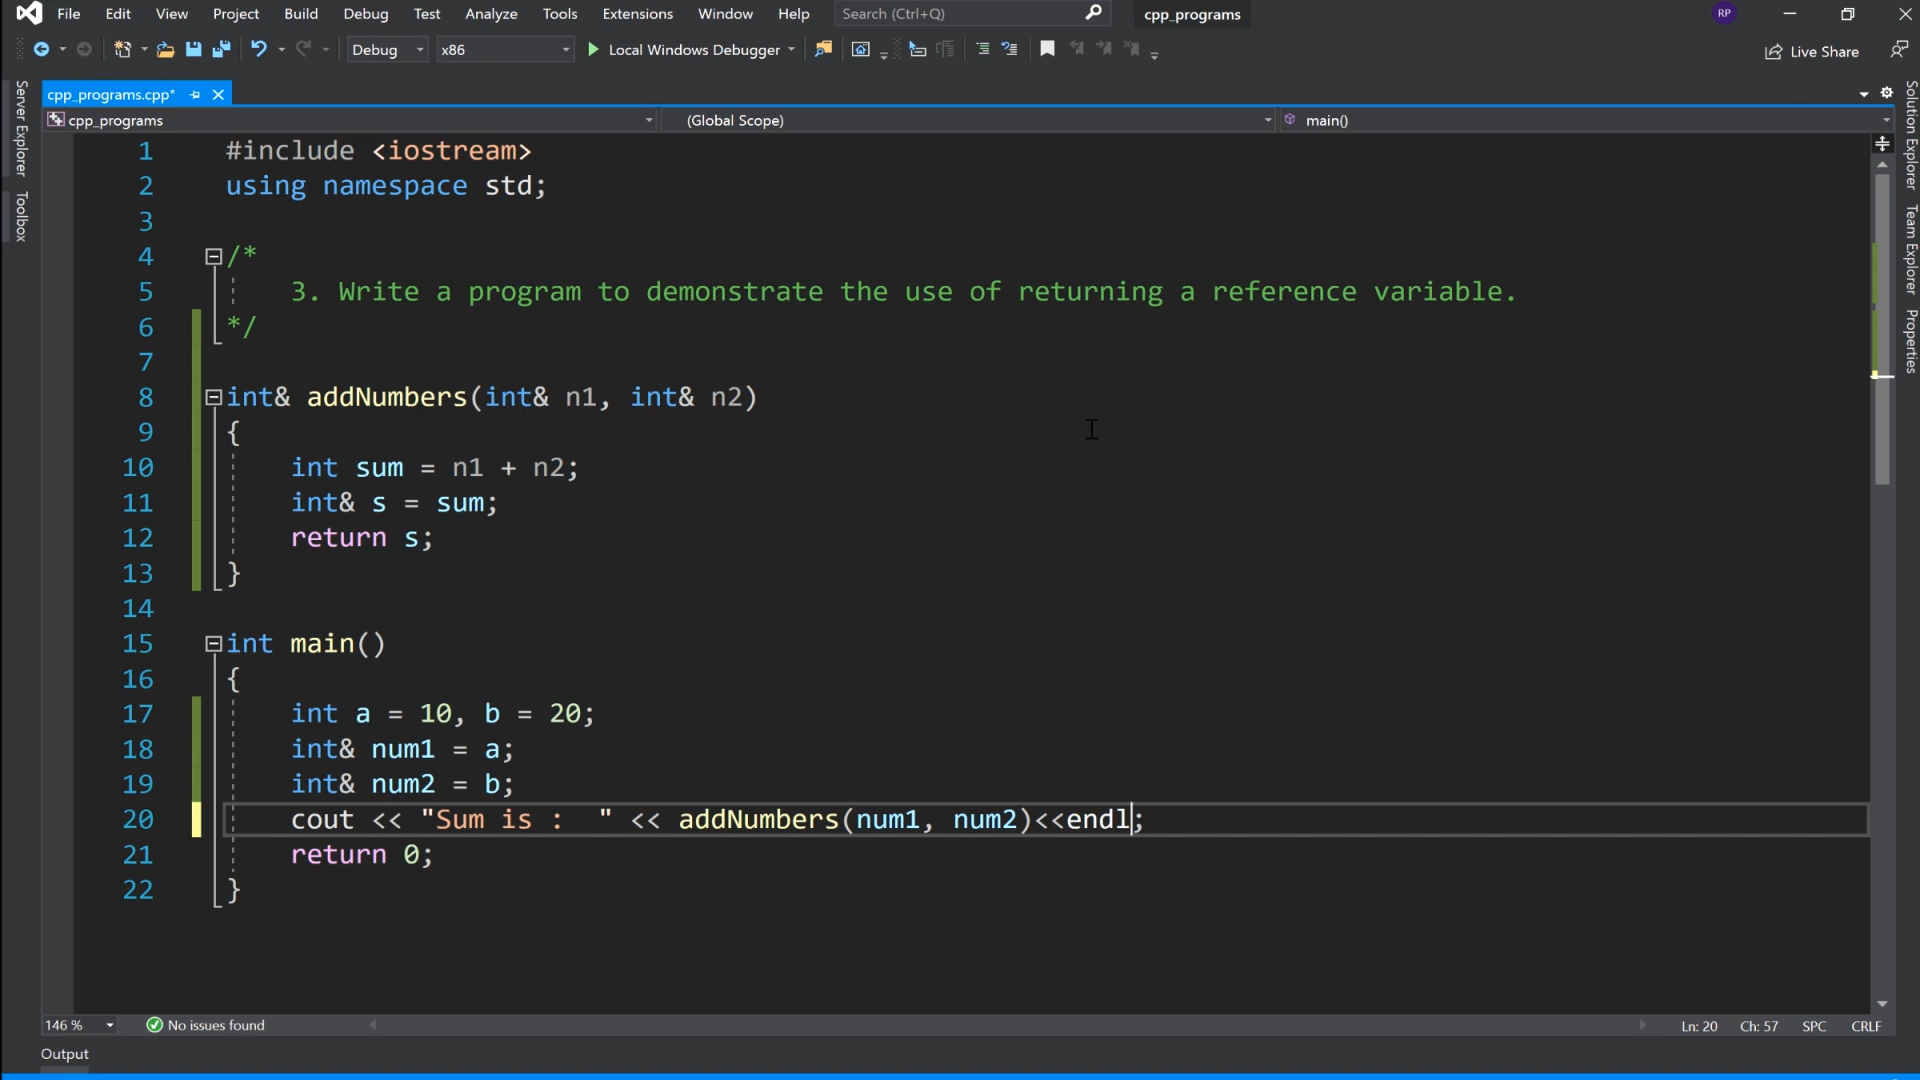 File Edit View Project Build Debug Test Analyze Tools Extensions Window Help Search (Ctrl+Q) cpp_programs RP
Debug x86 Local Windows Debugger Live Share
cpp_programs.cpp*
cpp_programs (Global Scope) main()
Server Explorer
Toolbox
Solution Explorer
Team Explorer
Properties
1 #include <iostream>
2 using namespace std;
3
4 /*
5 3. Write a program to demonstrate the use of returning a reference variable.
6 */
7
8 int& addNumbers(int& n1, int& n2)
9 {
10 int sum = n1 + n2;
11 int& s = sum;
12 return s;
13 }
14
15 int main()
16 {
17 int a = 10, b = 20;
18 int& num1 = a;
19 int& num2 = b;
20 cout << "Sum is :  " << addNumbers(num1, num2)<<endl;
21 return 0;
22 }
146 % No issues found Ln: 20 Ch: 57 SPC CRLF
Output